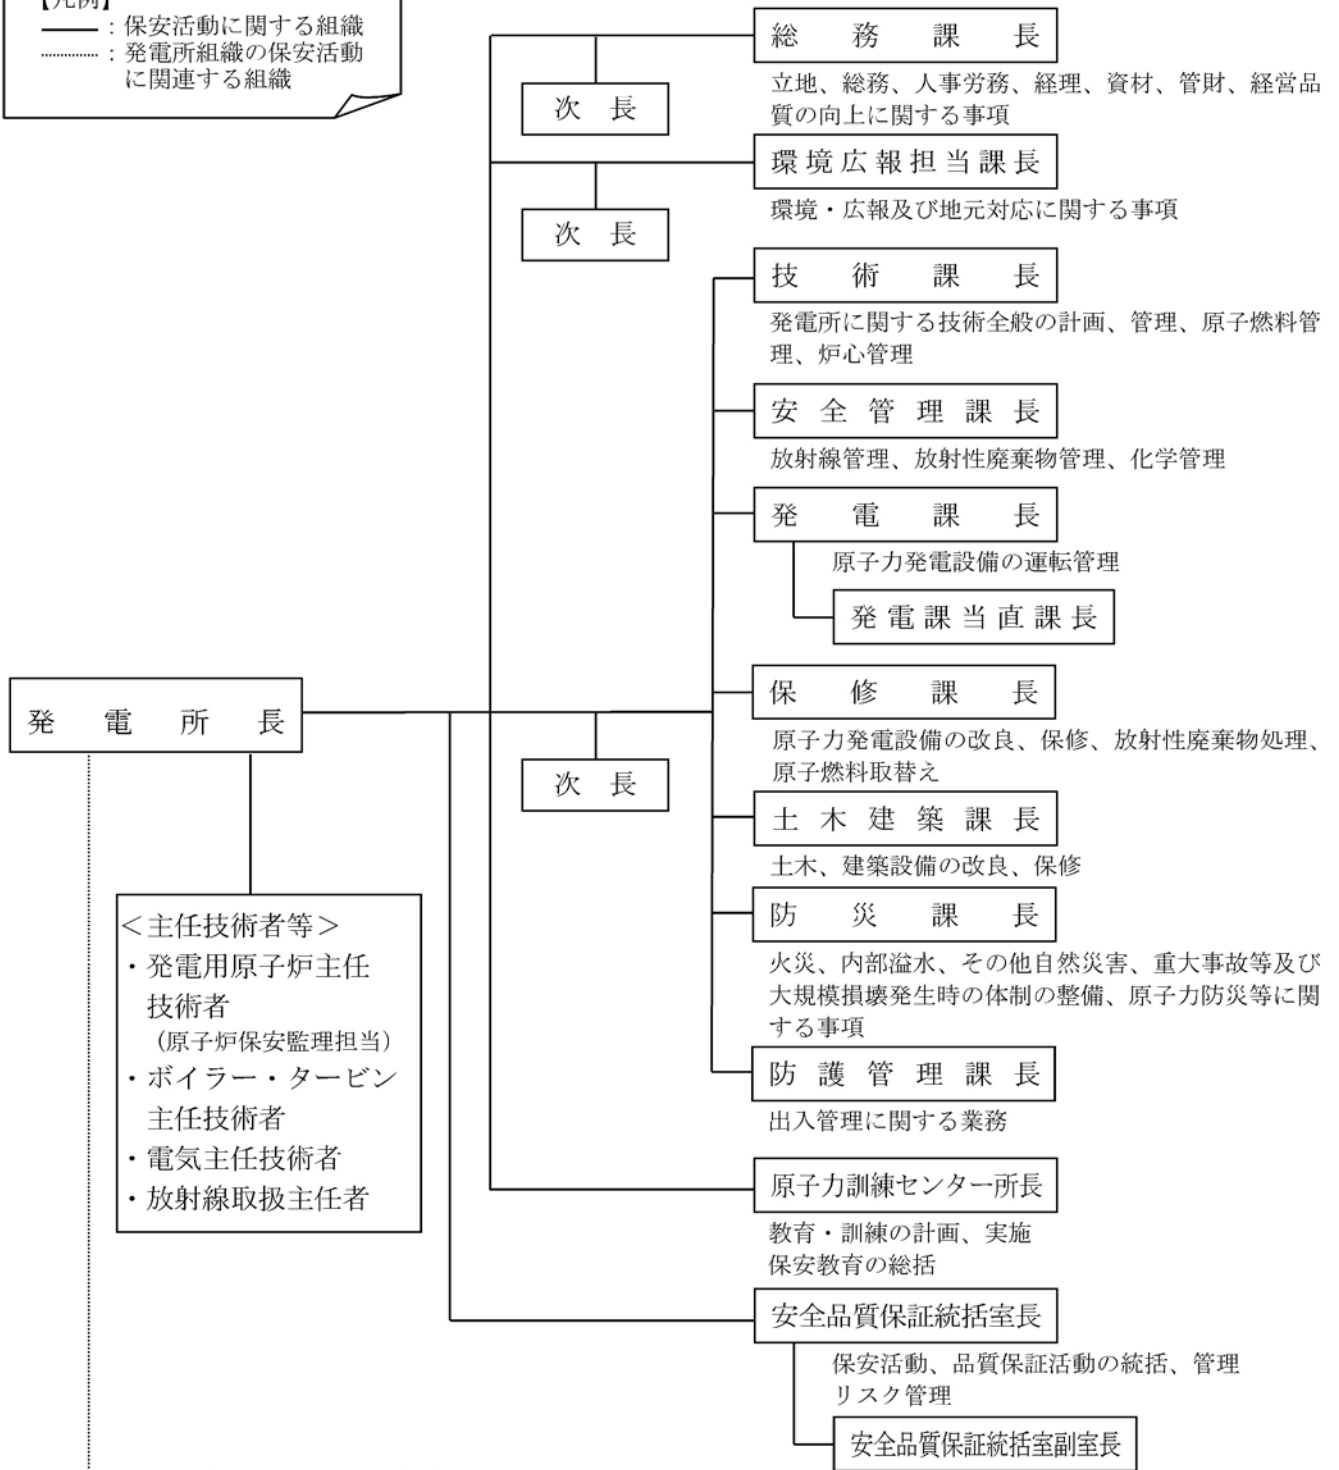 【凡例】
――― : 保安活動に関する組織
┈┈┈ : 発電所組織の保安活動
に関連する組織
総務課長
立地、総務、人事労務、経理、資材、管財、経営品
質の向上に関する事項
次長
環境広報担当課長
環境・広報及び地元対応に関する事項
次長
技術課長
発電所に関する技術全般の計画、管理、原子燃料管
理、炉心管理
安全管理課長
放射線管理、放射性廃棄物管理、化学管理
発電課長
原子力発電設備の運転管理
発電課当直課長
発電所長
次長
保修課長
原子力発電設備の改良、保修、放射性廃棄物処理、
原子燃料取替え
土木建築課長
土木、建築設備の改良、保修
防災課長
火災、内部溢水、その他自然災害、重大事故等及び
大規模損壊発生時の体制の整備、原子力防災等に関
する事項
防護管理課長
出入管理に関する業務
＜主任技術者等＞
・発電用原子炉主任
技術者
（原子炉保安監理担当）
・ボイラー・タービン
主任技術者
・電気主任技術者
・放射線取扱主任者
原子力訓練センター所長
教育・訓練の計画、実施
保安教育の総括
安全品質保証統括室長
保安活動、品質保証活動の統括、管理
リスク管理
安全品質保証統括室副室長